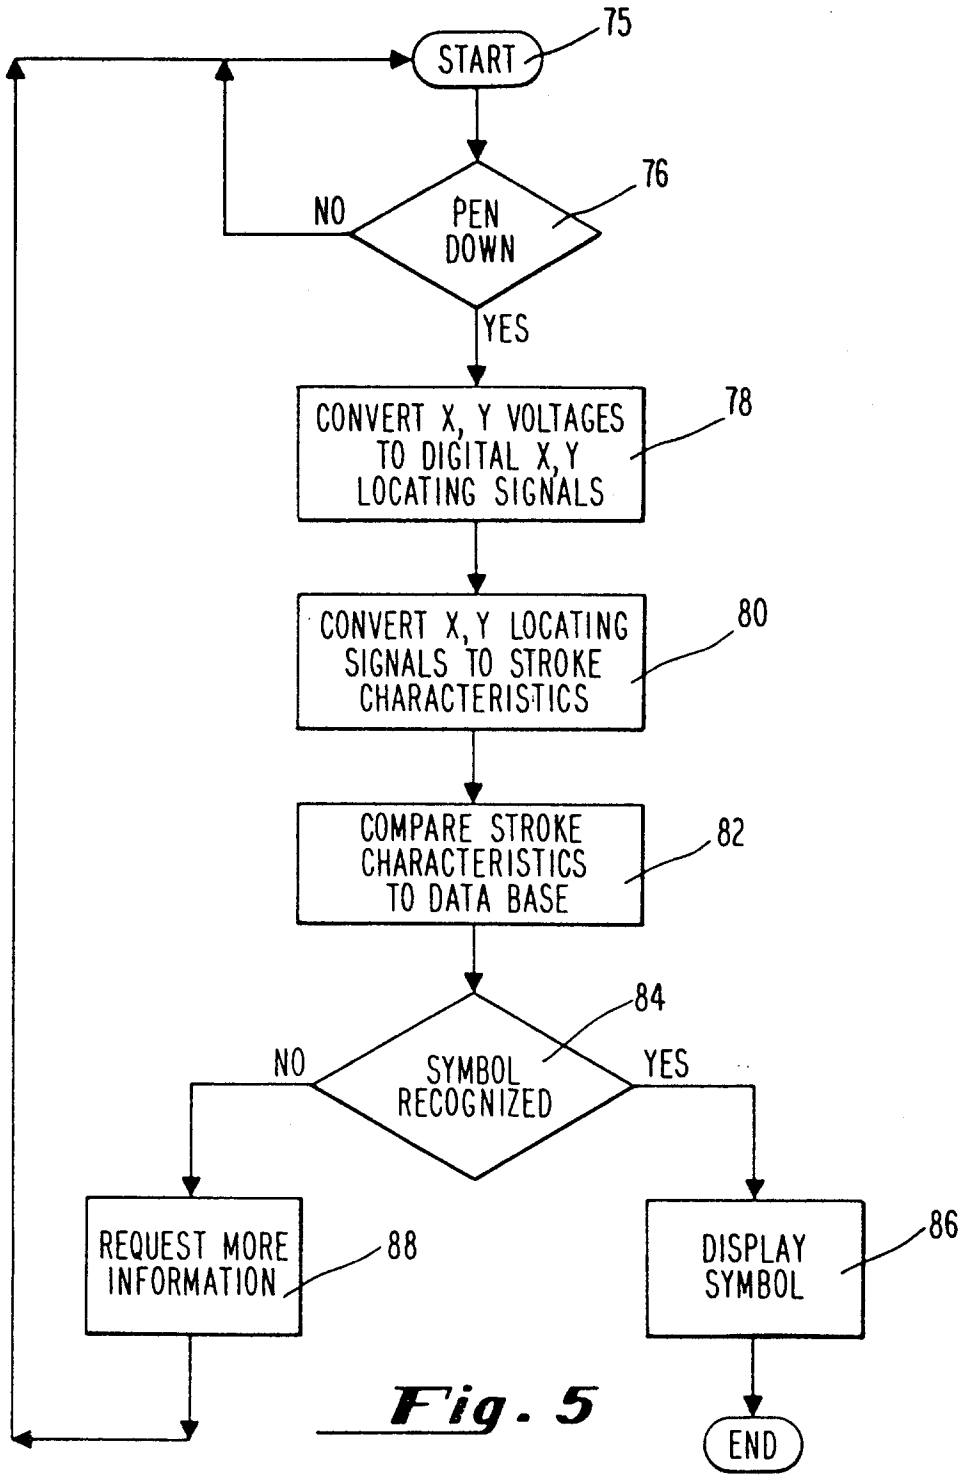 75
START
76
PEN
DOWN
NO
YES
78
CONVERT X, Y VOLTAGES
TO DIGITAL X,Y
LOCATING SIGNALS
80
CONVERT X,Y LOCATING
SIGNALS TO STROKE
CHARACTERISTICS
82
COMPARE STROKE
CHARACTERISTICS
TO DATA BASE
84
NO
SYMBOL
RECOGNIZED
YES
REQUEST MORE
INFORMATION
88
DISPLAY
SYMBOL
86
Fig. 5
END